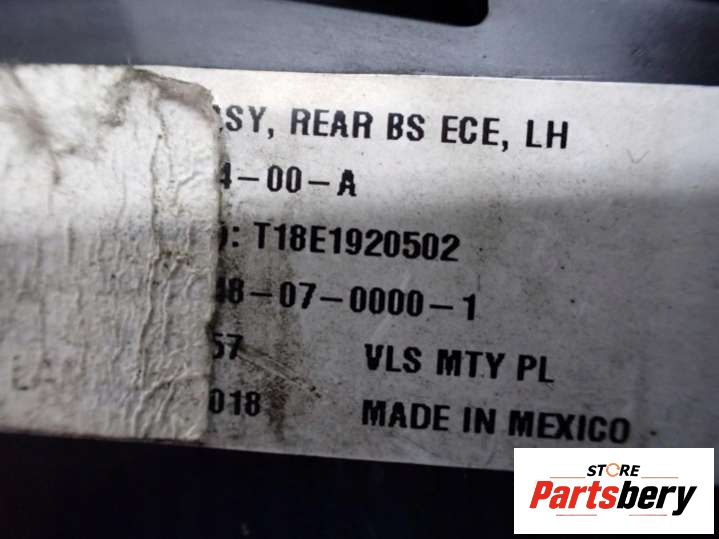 SY, REAR BS ECE, LH
4-00-A
: T18E1920502
48-07-0000-1
57 VLS MTY PL
018 MADE IN MEXICO
STORE
Partsbery